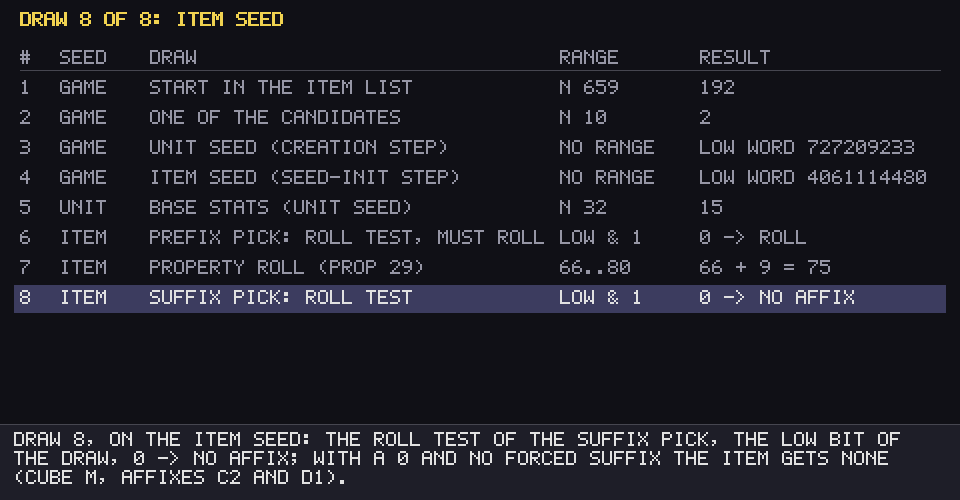 DRAW 8 OF 8: ITEM SEED
# SEED DRAW RANGE RESULT
1 GAME START IN THE ITEM LIST N 659 192
2 GAME ONE OF THE CANDIDATES N 10 2
3 GAME UNIT SEED (CREATION STEP) NO RANGE LOW WORD 727209233
4 GAME ITEM SEED (SEED-INIT STEP) NO RANGE LOW WORD 4061114480
5 UNIT BASE STATS (UNIT SEED) N 32 15
6 ITEM PREFIX PICK: ROLL TEST, MUST ROLL LOW & 1 0 -> ROLL
7 ITEM PROPERTY ROLL (PROP 29) 66..80 66 + 9 = 75
8 ITEM SUFFIX PICK: ROLL TEST LOW & 1 0 -> NO AFFIX
DRAW 8, ON THE ITEM SEED: THE ROLL TEST OF THE SUFFIX PICK, THE LOW BIT OF
THE DRAW, 0 -> NO AFFIX; WITH A 0 AND NO FORCED SUFFIX THE ITEM GETS NONE
(CUBE M, AFFIXES C2 AND D1).